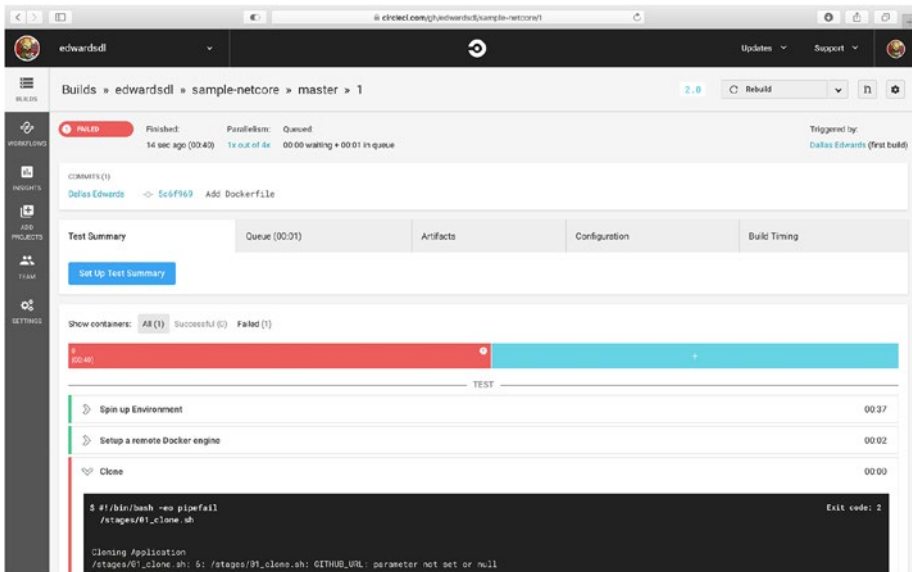 circleci.com/gh/edwardsdl/sample-netcore/1
edwardsdl
Updates
Support
BUILDS
Builds » edwardsdl » sample-netcore » master » 1
2.0
Rebuild
WORKFLOWS
FAILED
Finished:
Parallelism:
Queued:
Triggered by:
14 sec ago (00:40)
1x out of 4x
00:00 waiting + 00:01 in queue
Dallas Edwards (first build)
INSIGHTS
COMMITS (1)
Dallas Edwards
5c6f969
Add Dockerfile
ADD
PROJECTS
Test Summary
Queue (00:01)
Artifacts
Configuration
Build Timing
TEAM
Set Up Test Summary
SETTINGS
Show containers:
All (1)
Successful (0)
Failed (1)
0
(00:40)
+
TEST
Spin up Environment
00:37
Setup a remote Docker engine
00:02
Clone
00:00
$ #!/bin/bash -eo pipefail
Exit code: 2
/stages/01_clone.sh
Cloning Application
/stages/01_clone.sh: 6: /stages/01_clone.sh: GITHUB_URL: parameter not set or null